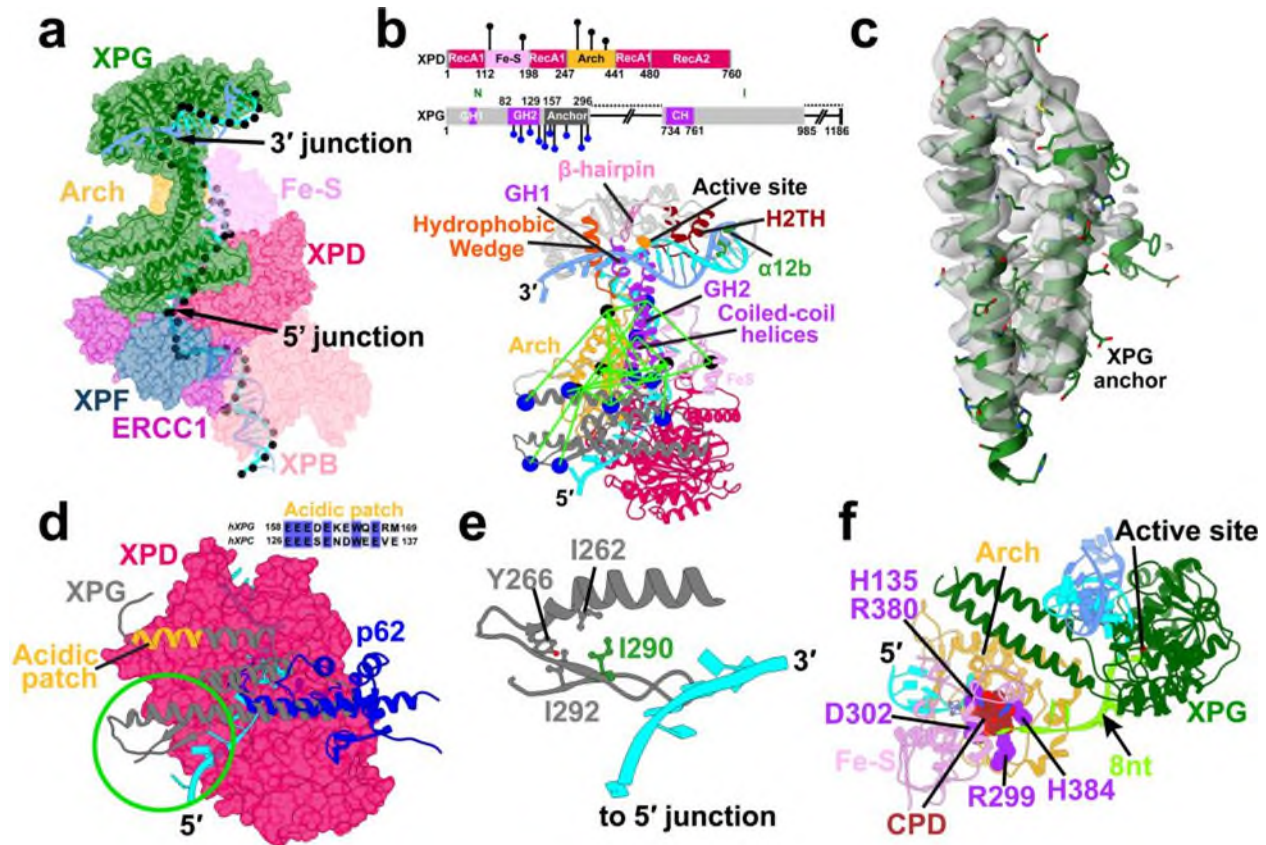 a
XPG
3′ junction
Arch
Fe-S
XPD
5' junction
XPF
ERCC1
XPB
b
XPD RecA1 Fe-S RecA1 Arch RecA1 RecA2
1 112 198 247 441 480 760
N I
82 129 157 296
XPG GH1 GH2 Anchor CH
1 734 761 985 1186
β-hairpin
GH1
Active site
Hydrophobic
Wedge
H2TH
α12b
3′
GH2
Coiled-coil
helices
Arch
FeS
5′
c
XPG
anchor
d
Acidic patch
hXPG 158 EEEDEKEWQERM 169
hXPC 126 EEESENDWEEVE 137
XPD
XPG
p62
Acidic
patch
5′
e
I262
Y266
I290
3′
I292
to 5′ junction
f
Active site
Arch
H135
R380
5′
D302
XPG
Fe-S
8nt
R299
H384
CPD